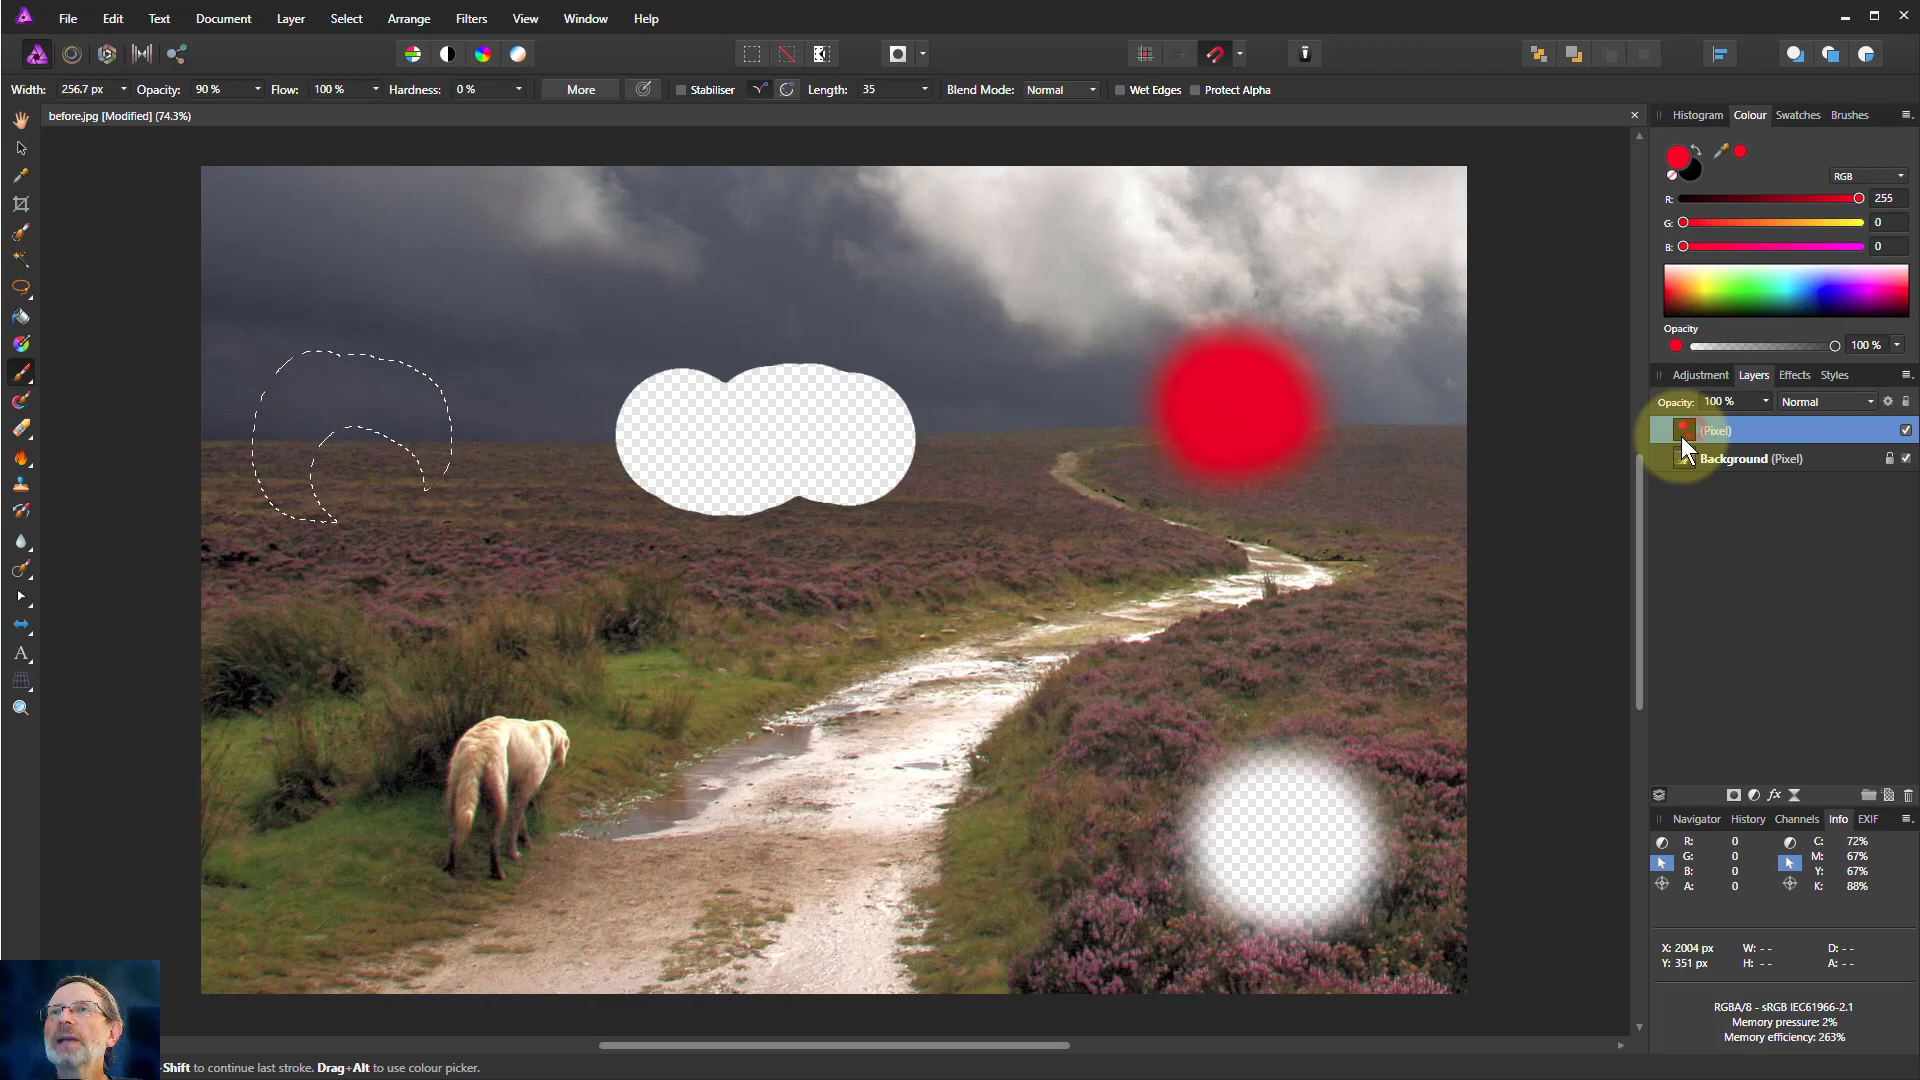 File Edit Text Document Layer Select Arrange Filters View Window Help
Width: 256.7 px Opacity: 90 % Flow: 100 % Hardness: 0 % More Stabiliser Length: 35 Blend Mode: Normal Wet Edges Protect Alpha
before.jpg [Modified] (74.3%)
Histogram Colour Swatches Brushes
RGB
R: 255
G: 0
B: 0
Opacity
100 %
Adjustment Layers Effects Styles
Opacity: 100 % Normal
(Pixel)
Background (Pixel)
Navigator History Channels Info EXIF
R: 0 C: 72%
G: 0 M: 67%
B: 0 Y: 67%
A: 0 K: 88%
X: 2004 px W: - - D: - -
Y: 351 px H: - - A: - -
RGBA/8 - sRGB IEC61966-2.1
Memory pressure: 2%
Memory efficiency: 263%
+Shift to continue last stroke. Drag+Alt to use colour picker.